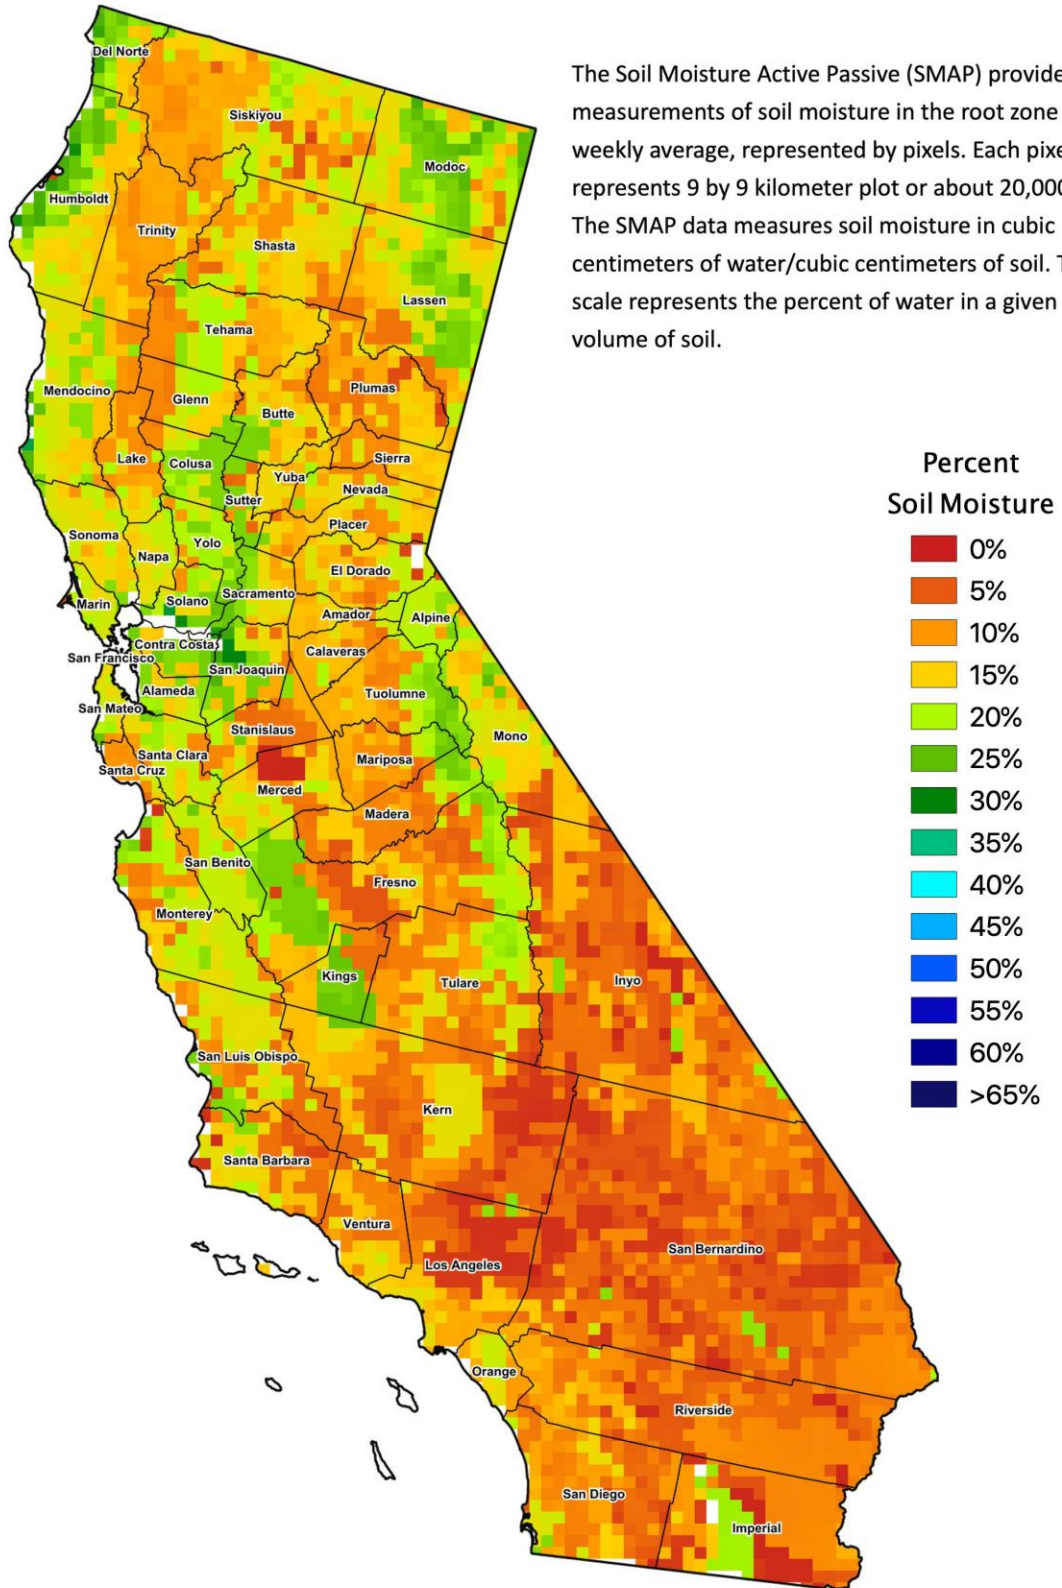 The Soil Moisture Active Passive (SMAP) provide
measurements of soil moisture in the root zone
weekly average, represented by pixels. Each pixe
represents 9 by 9 kilometer plot or about 20,000
The SMAP data measures soil moisture in cubic
centimeters of water/cubic centimeters of soil. T
scale represents the percent of water in a given
volume of soil.
Percent
Soil Moisture
0%
5%
10%
15%
20%
25%
30%
35%
40%
45%
50%
55%
60%
>65%
Del Norte
Siskiyou
Modoc
Humboldt
Trinity
Shasta
Lassen
Tehama
Mendocino
Glenn
Butte
Plumas
Lake
Colusa
Sierra
Yuba
Nevada
Sutter
Placer
Sonoma
Yolo
Napa
El Dorado
Sacramento
Solano
Marin
Amador
Alpine
Contra Costa
Calaveras
San Francisco
San Joaquin
Alameda
Tuolumne
San Mateo
Stanislaus
Mono
Santa Clara
Mariposa
Santa Cruz
Merced
Madera
San Benito
Fresno
Monterey
Kings
Tulare
Inyo
San Luis Obispo
Kern
Santa Barbara
Ventura
San Bernardino
Los Angeles
Orange
Riverside
San Diego
Imperial